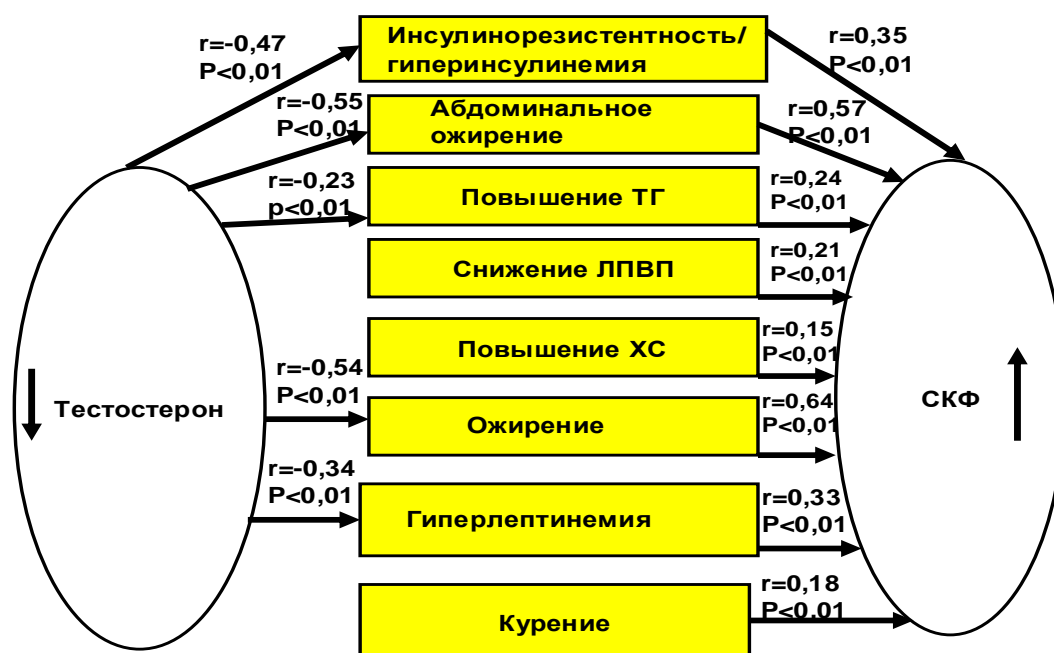 r=-0,47
P<0,01
Инсулинорезистентность/
гиперинсулинемия
r=0,35
P<0,01
r=-0,55
P<0,01
Абдоминальное
ожирение
r=0,57
P<0,01
r=-0,23
p<0,01
Повышение ТГ
r=0,24
P<0,01
Снижение ЛПВП
r=0,21
P<0,01
Повышение ХС
r=0,15
P<0,01
r=-0,54
P<0,01
Тестостерон
Ожирение
r=0,64
P<0,01
СКФ
r=-0,34
P<0,01
Гиперлептинемия
r=0,33
P<0,01
Курение
r=0,18
P<0,01